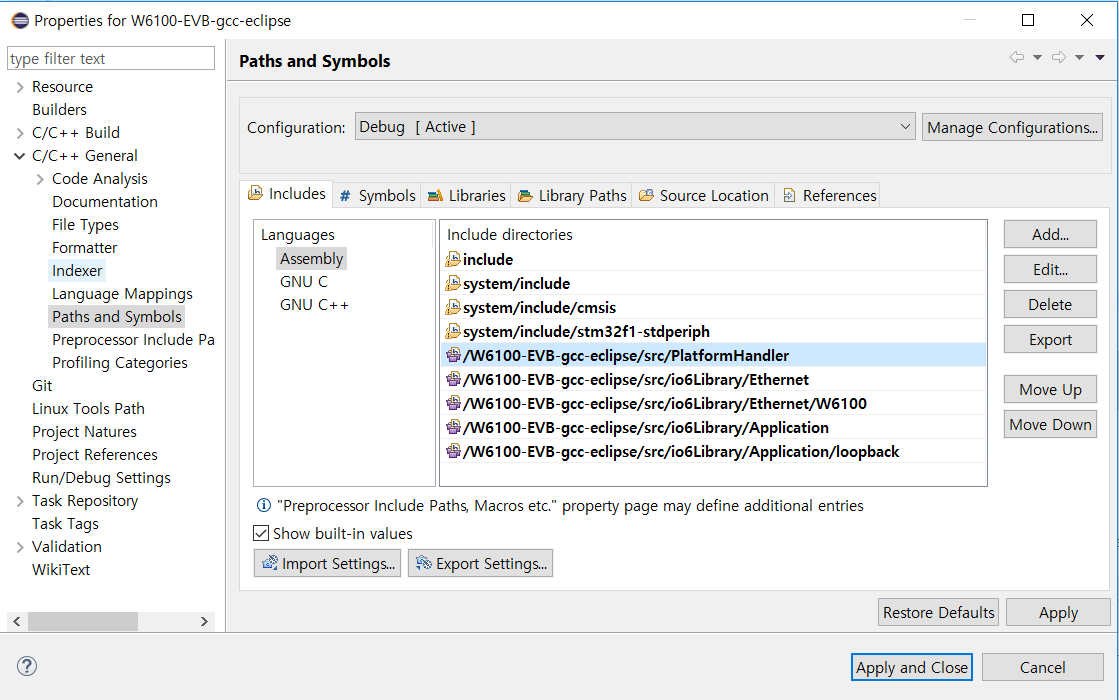 Properties for W6100-EVB-gcc-eclipse
type filter text
Resource
Builders
C/C++ Build
C/C++ General
Code Analysis
Documentation
File Types
Formatter
Indexer
Language Mappings
Paths and Symbols
Preprocessor Include Pa
Profiling Categories
Git
Linux Tools Path
Project Natures
Project References
Run/Debug Settings
Task Repository
Task Tags
Validation
WikiText
Paths and Symbols
Configuration: Debug [ Active ] Manage Configurations...
Includes # Symbols Libraries Library Paths Source Location References
Languages
Assembly
GNU C
GNU C++
Include directories
include
system/include
system/include/cmsis
system/include/stm32f1-stdperiph
/W6100-EVB-gcc-eclipse/src/PlatformHandler
/W6100-EVB-gcc-eclipse/src/io6Library/Ethernet
/W6100-EVB-gcc-eclipse/src/io6Library/Ethernet/W6100
/W6100-EVB-gcc-eclipse/src/io6Library/Application
/W6100-EVB-gcc-eclipse/src/io6Library/Application/loopback
Add...
Edit...
Delete
Export
Move Up
Move Down
"Preprocessor Include Paths, Macros etc." property page may define additional entries
Show built-in values
Import Settings... Export Settings...
Restore Defaults Apply
? Apply and Close Cancel